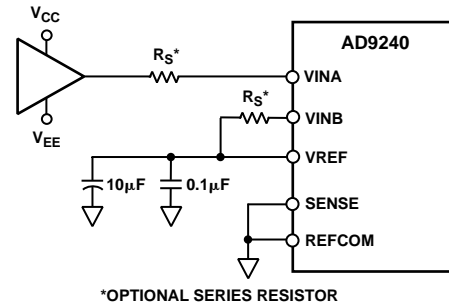 VCC
AD9240
RS*
VINA
RS*
VINB
VEE
VREF
10µF
0.1µF
SENSE
REFCOM
*OPTIONAL SERIES RESISTOR